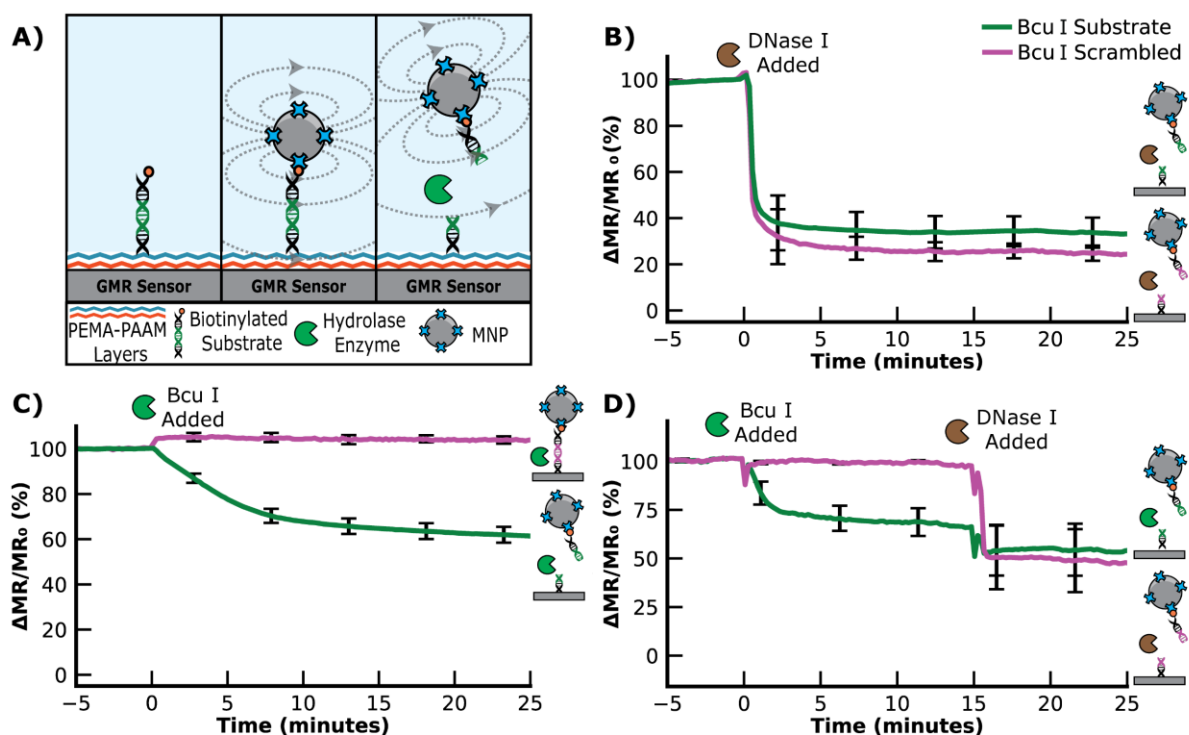 A)
GMR Sensor
GMR Sensor
GMR Sensor
PEMA-PAAM
Layers
Biotinylated
Substrate
Hydrolase
Enzyme
MNP
B)
DNase I
Added
Bcu I Substrate
Bcu I Scrambled
ΔMR/MR₀ (%)
100
80
60
40
20
0
−5 0 5 10 15 20 25
Time (minutes)
C)
Bcu I
Added
ΔMR/MR₀ (%)
100
80
60
40
20
0
−5 0 5 10 15 20 25
Time (minutes)
D)
Bcu I
Added
DNase I
Added
ΔMR/MR₀ (%)
100
75
50
25
0
−5 0 5 10 15 20 25
Time (minutes)